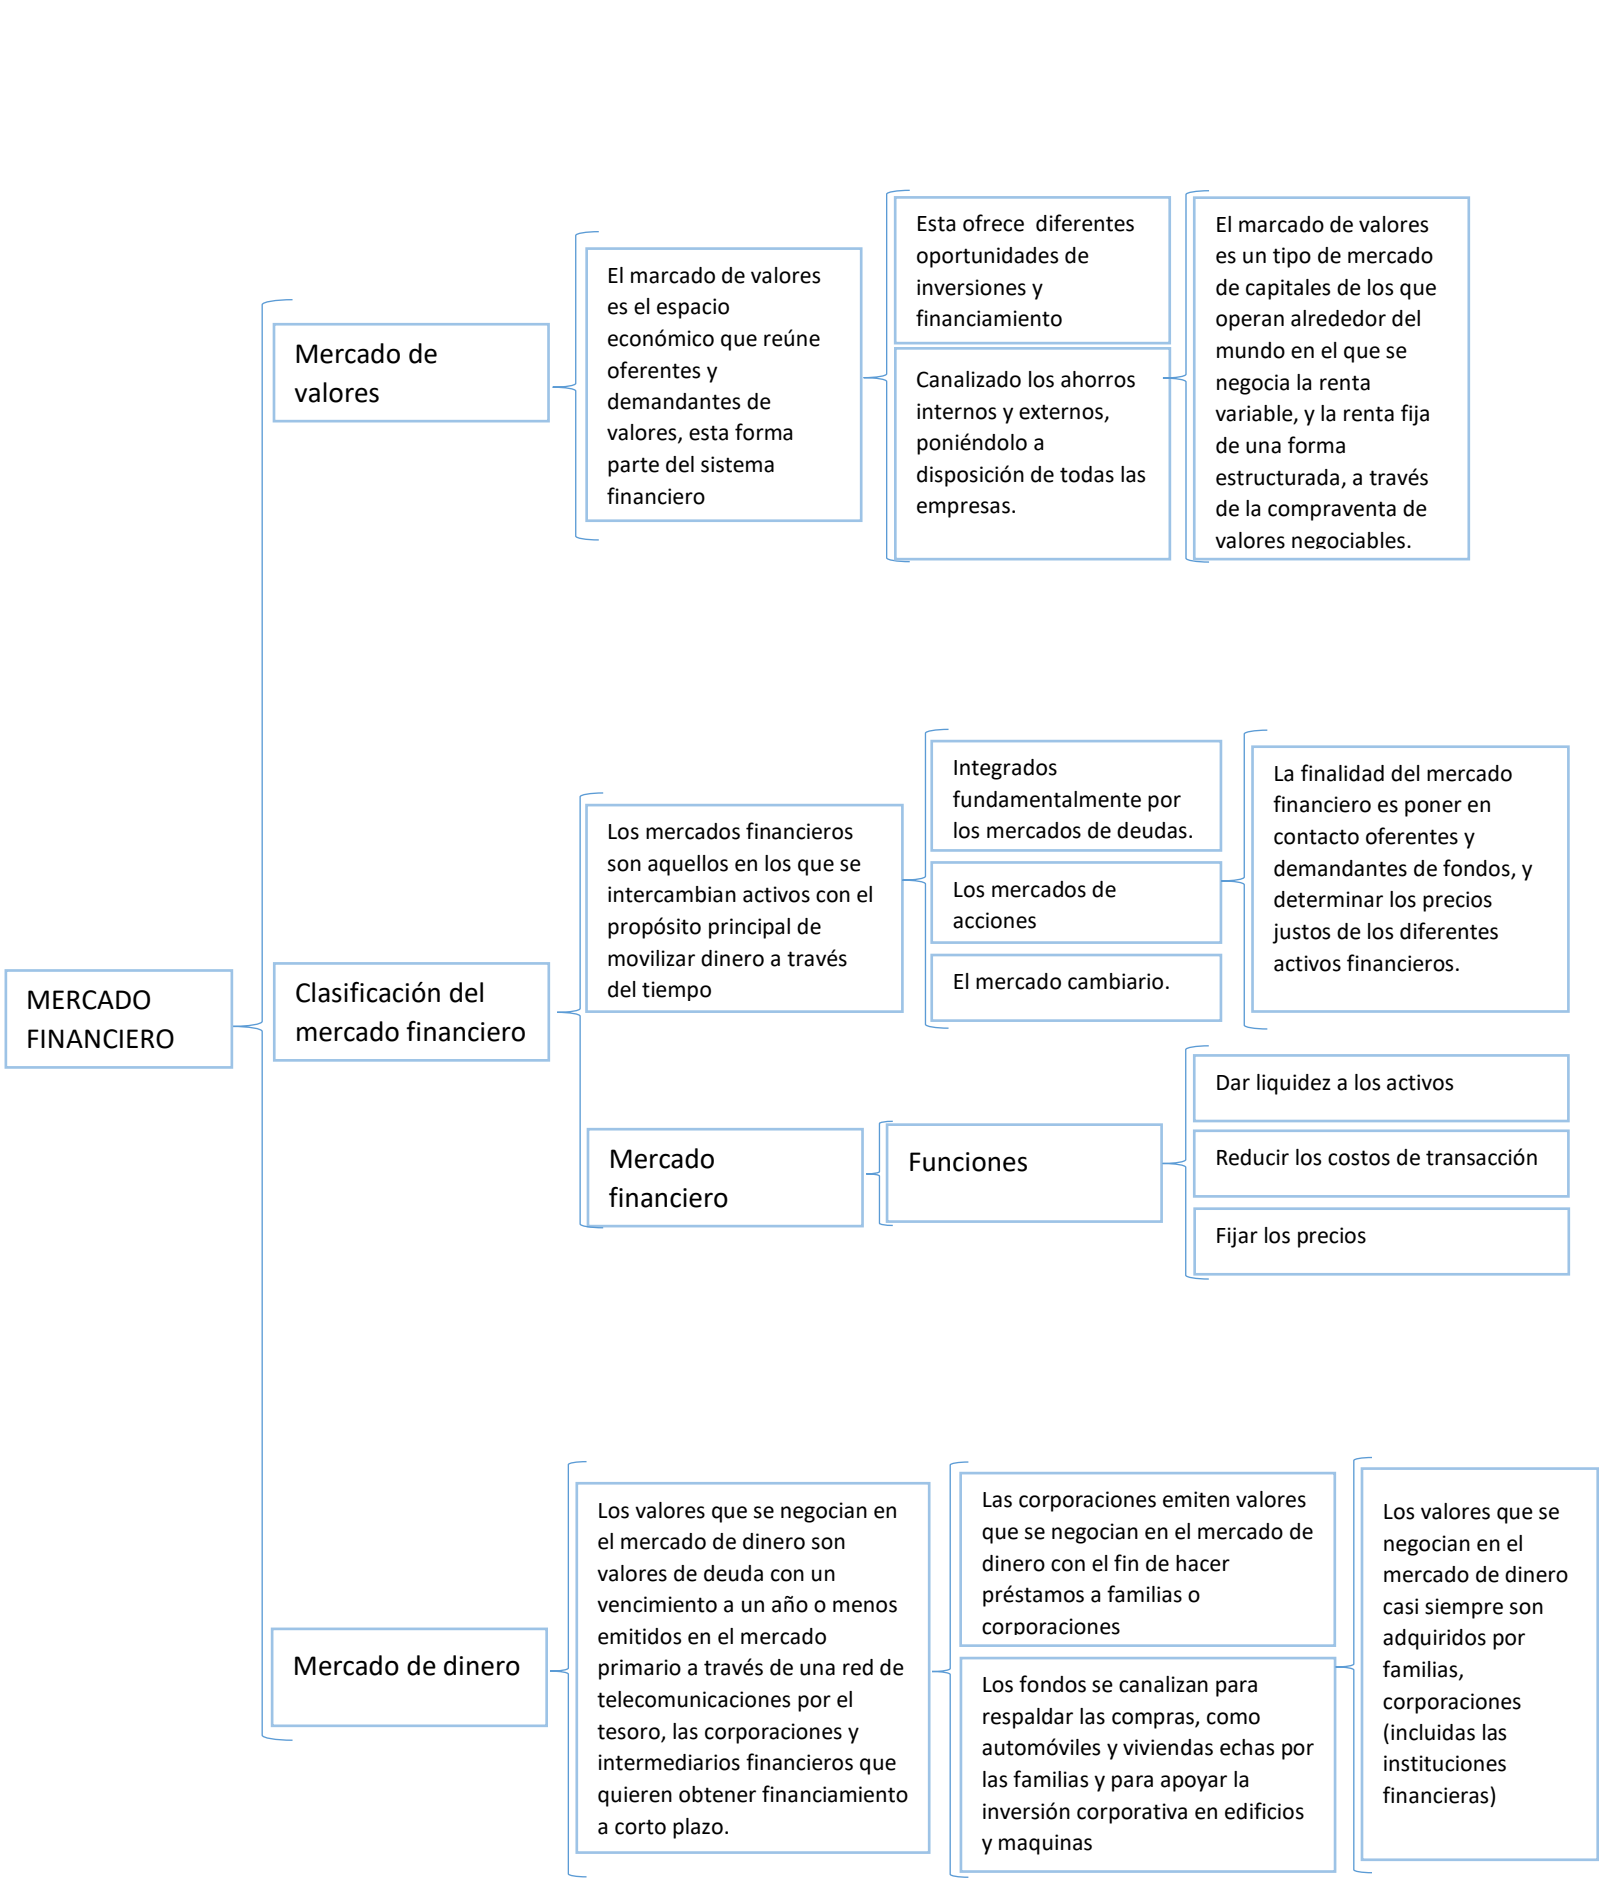 MERCADO
FINANCIERO
Mercado de
valores
El marcado de valores
es el espacio
económico que reúne
oferentes y
demandantes de
valores, esta forma
parte del sistema
financiero
Esta ofrece  diferentes
oportunidades de
inversiones y
financiamiento
Canalizado los ahorros
internos y externos,
poniéndolo a
disposición de todas las
empresas.
El marcado de valores
es un tipo de mercado
de capitales de los que
operan alrededor del
mundo en el que se
negocia la renta
variable, y la renta fija
de una forma
estructurada, a través
de la compraventa de
valores negociables.
Clasificación del
mercado financiero
Los mercados financieros
son aquellos en los que se
intercambian activos con el
propósito principal de
movilizar dinero a través
del tiempo
Integrados
fundamentalmente por
los mercados de deudas.
Los mercados de
acciones
El mercado cambiario.
La finalidad del mercado
financiero es poner en
contacto oferentes y
demandantes de fondos, y
determinar los precios
justos de los diferentes
activos financieros.
Mercado
financiero
Funciones
Dar liquidez a los activos
Reducir los costos de transacción
Fijar los precios
Mercado de dinero
Los valores que se negocian en
el mercado de dinero son
valores de deuda con un
vencimiento a un año o menos
emitidos en el mercado
primario a través de una red de
telecomunicaciones por el
tesoro, las corporaciones y
intermediarios financieros que
quieren obtener financiamiento
a corto plazo.
Las corporaciones emiten valores
que se negocian en el mercado de
dinero con el fin de hacer
préstamos a familias o
corporaciones
Los fondos se canalizan para
respaldar las compras, como
automóviles y viviendas echas por
las familias y para apoyar la
inversión corporativa en edificios
y maquinas
Los valores que se
negocian en el
mercado de dinero
casi siempre son
adquiridos por
familias,
corporaciones
(incluidas las
instituciones
financieras)